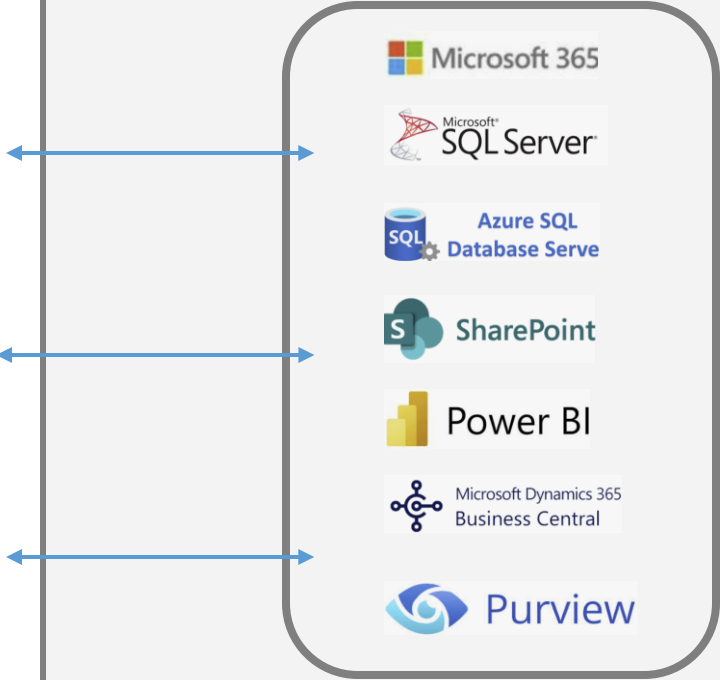 Microsoft 365
Microsoft®
SQL Server®
SQL
Azure SQL
Database Serve
S
SharePoint
Power BI
Microsoft Dynamics 365
Business Central
Purview